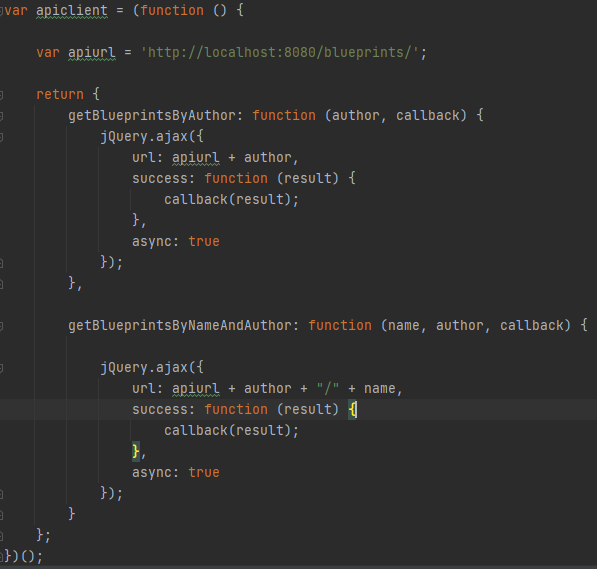 var apiclient = (function () {
    var apiurl = 'http://localhost:8080/blueprints/';
    return {
        getBlueprintsByAuthor: function (author, callback) {
            jQuery.ajax({
                url: apiurl + author,
                success: function (result) {
                    callback(result);
                },
                async: true
            });
        },
        getBlueprintsByNameAndAuthor: function (name, author, callback) {
            jQuery.ajax({
                url: apiurl + author + "/" + name,
                success: function (result) {
                    callback(result);
                },
                async: true
            });
        }
    };
})();